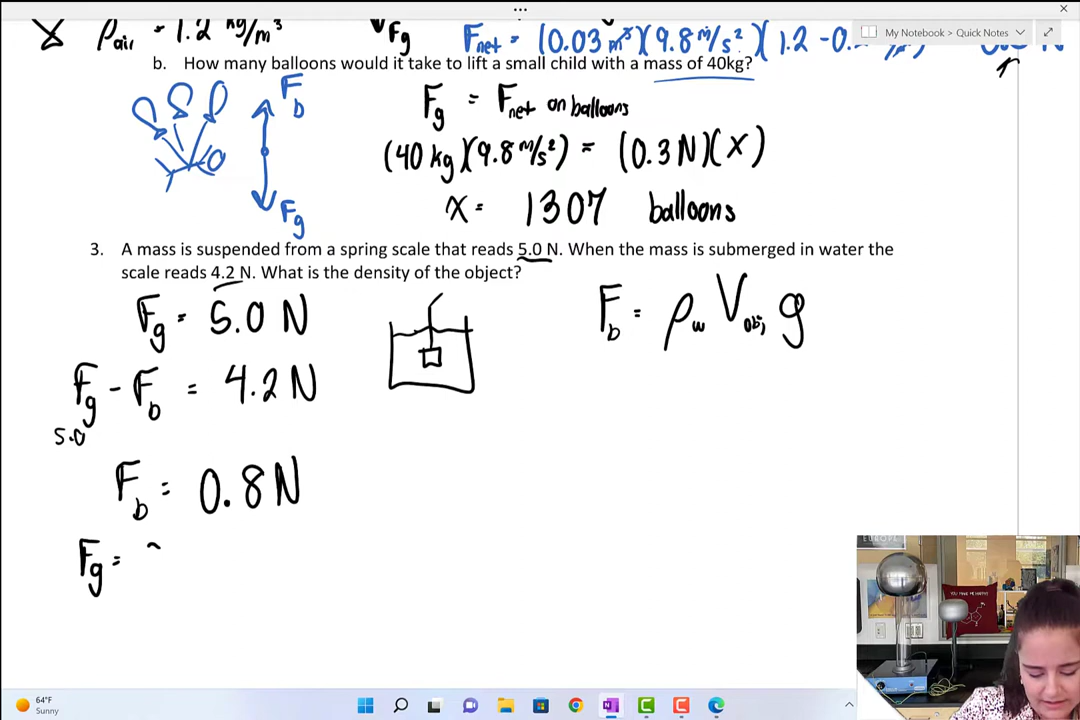 ...
My Notebook > Quick Notes
ρair = 1.2 kg/m³
Fg
Fnet = (0.03 m³)(9.8 m/s²)(1.2 - 0.
b. How many balloons would it take to lift a small child with a mass of 40kg?
Fb
Fg = Fnet on balloons
(40 kg)(9.8 m/s²) = (0.3 N)(x)
Fg
x = 1307 balloons
3. A mass is suspended from a spring scale that reads 5.0 N. When the mass is submerged in water the
scale reads 4.2 N. What is the density of the object?
Fg = 5.0 N
Fb = ρw Vobj g
Fg - Fb = 4.2 N
5.0
Fb = 0.8 N
Fg =
EUROPA
64°F
Sunny